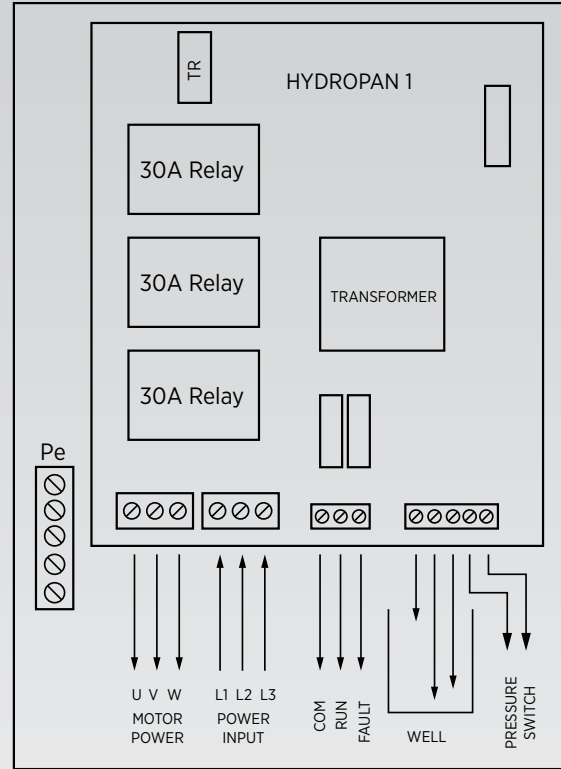 TR
HYDROPAN 1
30A Relay
30A Relay
TRANSFORMER
30A Relay
Pe
U V W
MOTOR
POWER
L1 L2 L3
POWER
INPUT
COM
RUN
FAULT
WELL
PRESSURE
SWITCH